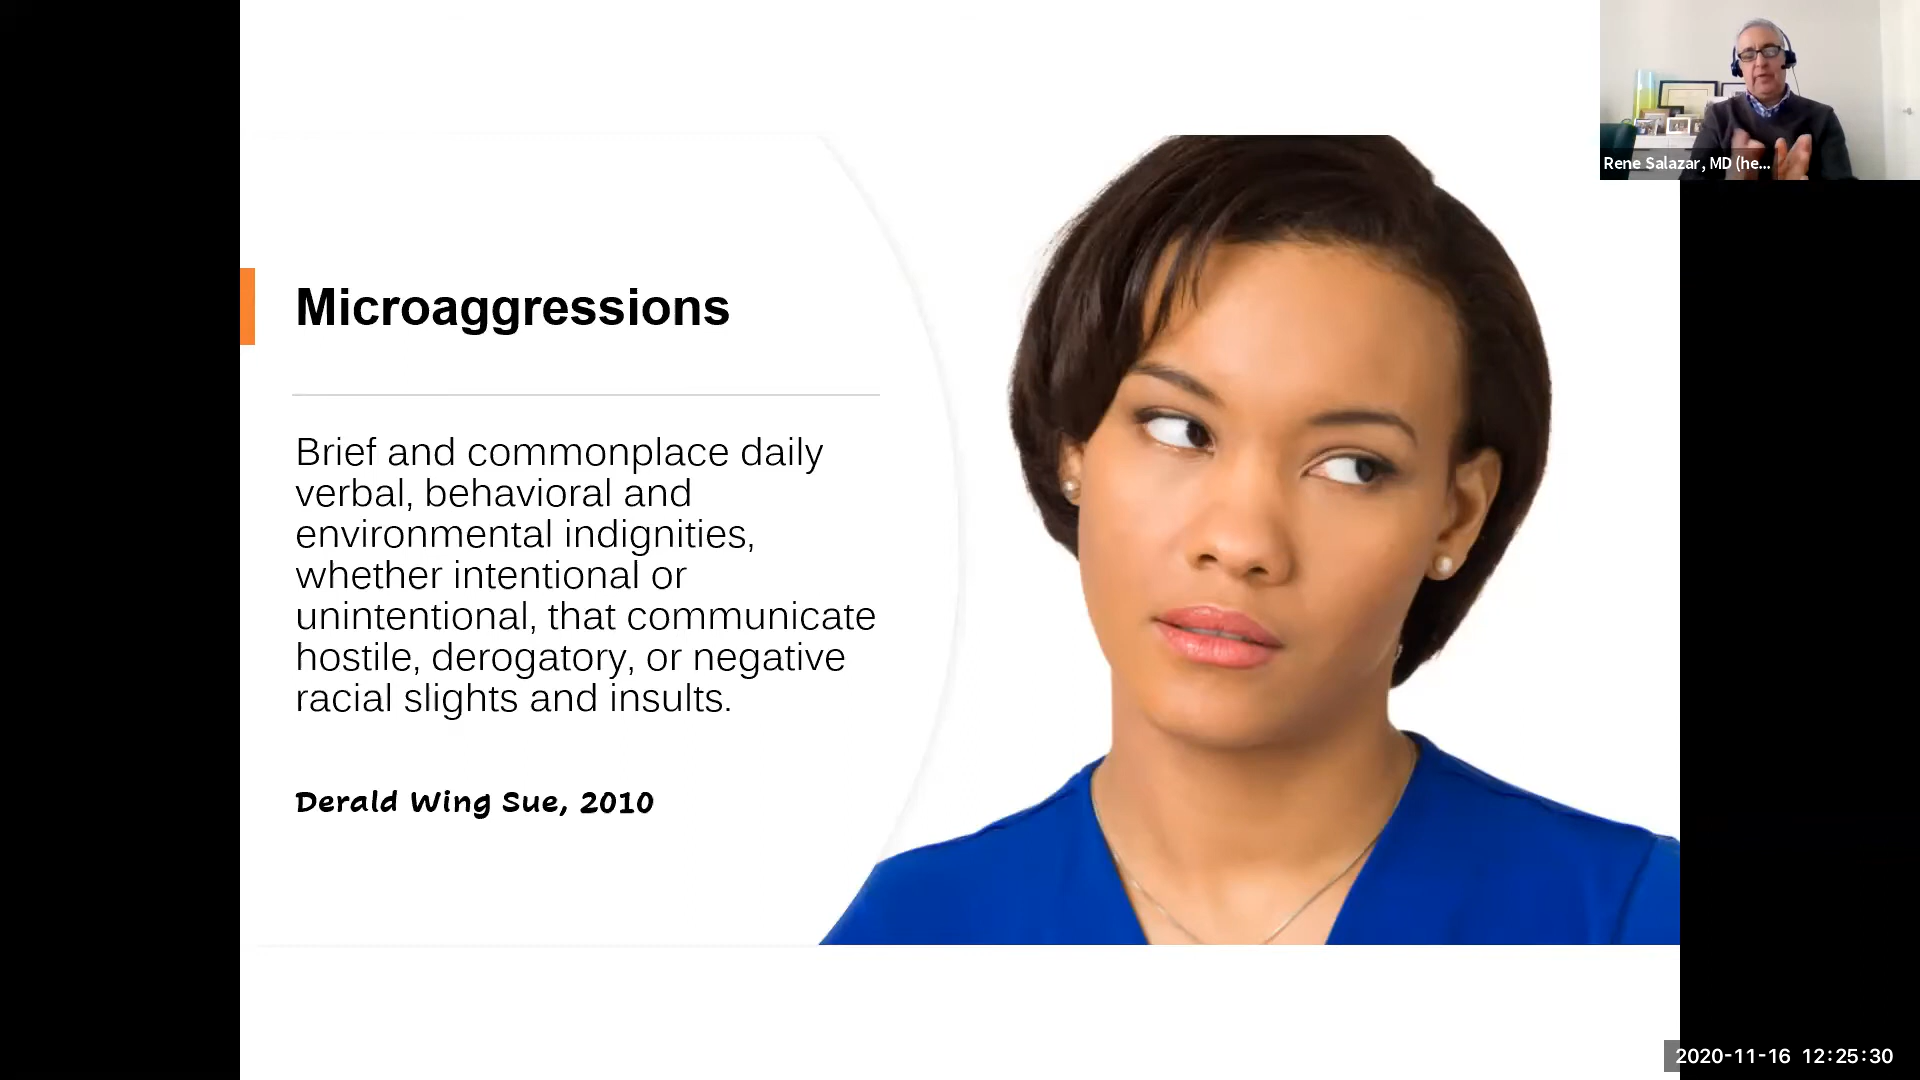 Rene Salazar, MD (he...
Microaggressions
Brief and commonplace daily
verbal, behavioral and
environmental indignities,
whether intentional or
unintentional, that communicate
hostile, derogatory, or negative
racial slights and insults.
Derald Wing Sue, 2010
2020-11-16 12:25:30